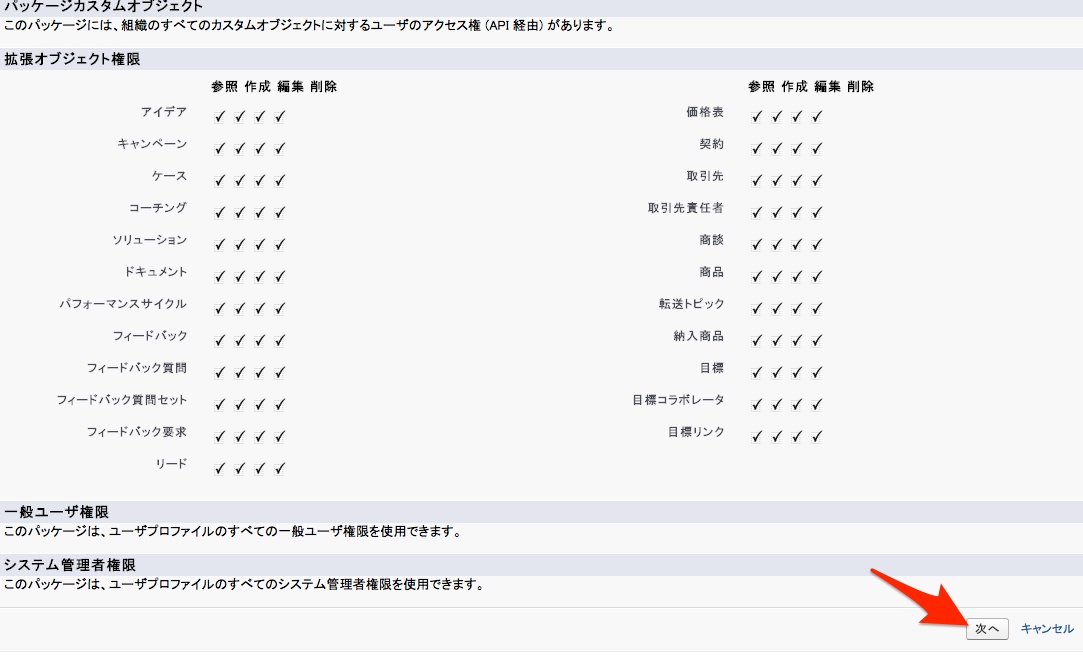 パッケージカスタムオブジェクト
このパッケージには、組織のすべてのカスタムオブジェクトに対するユーザのアクセス権 (API 経由) があります。
拡張オブジェクト権限
参照 作成 編集 削除
アイデア ✓ ✓ ✓ ✓
キャンペーン ✓ ✓ ✓ ✓
ケース ✓ ✓ ✓ ✓
コーチング ✓ ✓ ✓ ✓
ソリューション ✓ ✓ ✓ ✓
ドキュメント ✓ ✓ ✓ ✓
パフォーマンスサイクル ✓ ✓ ✓ ✓
フィードバック ✓ ✓ ✓ ✓
フィードバック質問 ✓ ✓ ✓ ✓
フィードバック質問セット ✓ ✓ ✓ ✓
フィードバック要求 ✓ ✓ ✓ ✓
リード ✓ ✓ ✓ ✓
参照 作成 編集 削除
価格表 ✓ ✓ ✓ ✓
契約 ✓ ✓ ✓ ✓
取引先 ✓ ✓ ✓ ✓
取引先責任者 ✓ ✓ ✓ ✓
商談 ✓ ✓ ✓ ✓
商品 ✓ ✓ ✓ ✓
転送トピック ✓ ✓ ✓ ✓
納入商品 ✓ ✓ ✓ ✓
目標 ✓ ✓ ✓ ✓
目標コラボレータ ✓ ✓ ✓ ✓
目標リンク ✓ ✓ ✓ ✓
一般ユーザ権限
このパッケージは、ユーザプロファイルのすべての一般ユーザ権限を使用できます。
システム管理者権限
このパッケージは、ユーザプロファイルのすべてのシステム管理者権限を使用できます。
次へ キャンセル